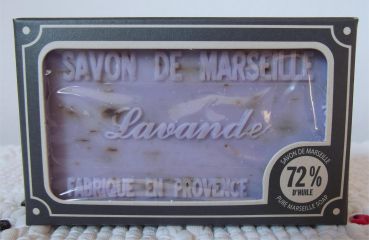 SAVON DE MARSEILLE
Lavande
FABRIQUE EN PROVENCE
SAVON DE MARSEILLE
72 %
D'HUILE
PURE MARSEILLE SOAP